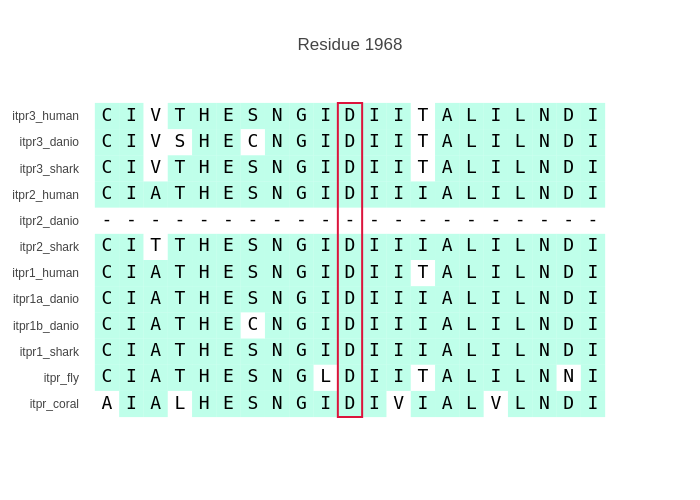 Residue 1968
itpr3_human C I V T H E S N G I D I I T A L I L N D I
itpr3_danio C I V S H E C N G I D I I T A L I L N D I
itpr3_shark C I V T H E S N G I D I I T A L I L N D I
itpr2_human C I A T H E S N G I D I I I A L I L N D I
itpr2_danio - - - - - - - - - - - - - - - - - - - - -
itpr2_shark C I T T H E S N G I D I I I A L I L N D I
itpr1_human C I A T H E S N G I D I I T A L I L N D I
itpr1a_danio C I A T H E S N G I D I I I A L I L N D I
itpr1b_danio C I A T H E C N G I D I I I A L I L N D I
itpr1_shark C I A T H E S N G I D I I I A L I L N D I
itpr_fly C I A T H E S N G L D I I T A L I L N N I
itpr_coral A I A L H E S N G I D I V I A L V L N D I